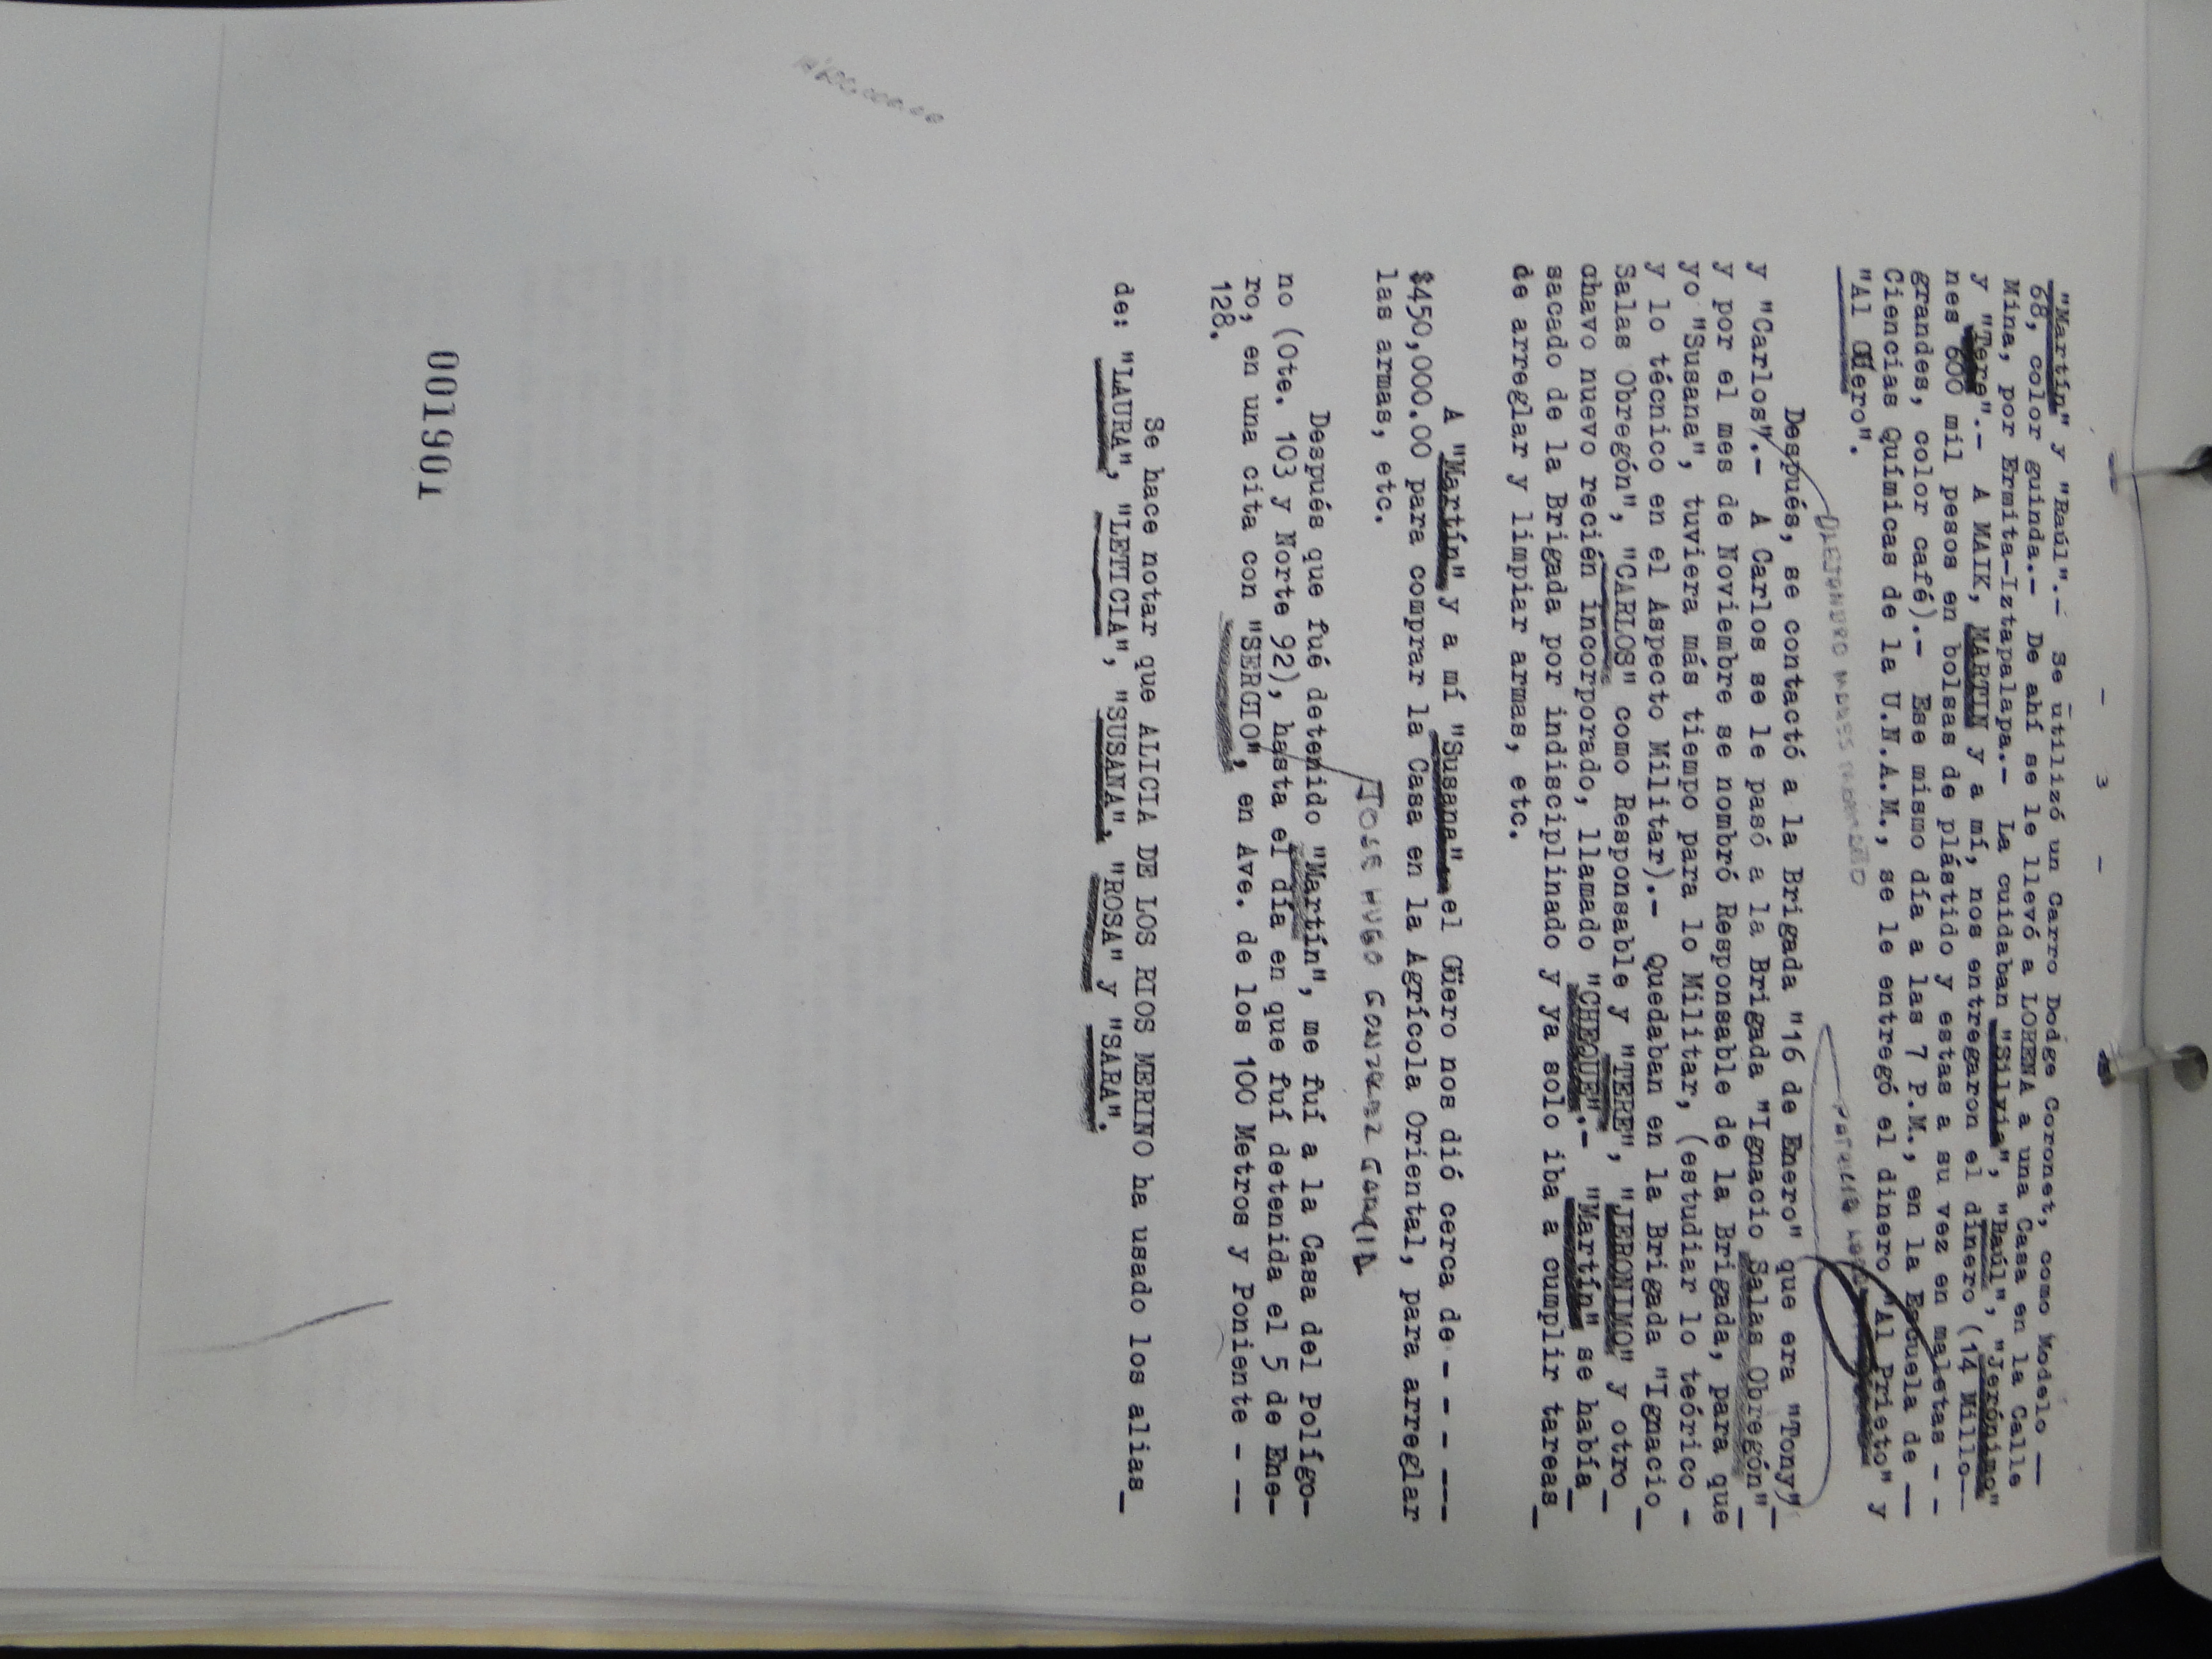 - 3 -
"Martín" y "Raúl".- Se utilizó un Carro Dodge Coronet, como Modelo --
68, color guinda.- De ahí se le llevó a LORENA a una Casa en la Calle
Mina, por Ermita-Iztapalapa.- La cuidaban "Silvia", "Raúl", "Jerónimo"
y "Tere".- A MAIK, MARTIN y a mí, nos entregaron el dinero (14 Millo--
nes 600 mil pesos en bolsas de plástido y estas a su vez en maletas - -
grandes, color café).- Ese mismo día a las 7 P.M., en la Escuela de --
Ciencias Químicas de la U.N.A.M., se le entregó el dinero "Al Prieto" y
"Al Güero".
ALEJANDRO
PATRICIA
Después, se contactó a la Brigada "16 de Enero" que era "Tony"_
y "Carlos".- A Carlos se le pasó a la Brigada "Ignacio Salas Obregón"_
y por el mes de Noviembre se nombró Responsable de la Brigada, para que
yo "Susana", tuviera más tiempo para lo Militar, (estudiar lo teórico -
y lo técnico en el Aspecto Militar).- Quedaban en la Brigada "Ignacio_
Salas Obregón", "CARLOS" como Responsable y "TERE", "JERONIMO" y otro_
chavo nuevo recién incorporado, llamado "CHEQUE".- "Martín" se había_
sacado de la Brigada por indisciplinado y ya solo iba a cumplir tareas_
de arreglar y limpiar armas, etc.
A "Martín" y a mí "Susana", el Güero nos dió cerca de - - - ---
$450,000.00 para comprar la Casa en la Agrícola Oriental, para arreglar
las armas, etc.
JOSE HUGO GONZALEZ GARCIA
Después que fué detenido "Martín", me fuí a la Casa del Polígo-
no (Ote. 103 y Norte 92), hasta el día en que fuí detenida el 5 de Ene-
ro, en una cita con "SERGIO", en Ave. de los 100 Metros y Poniente - --
128.
Se hace notar que ALICIA DE LOS RIOS MERINO ha usado los alias_
de: "LAURA", "LETICIA", "SUSANA", "ROSA" y "SARA".
001901